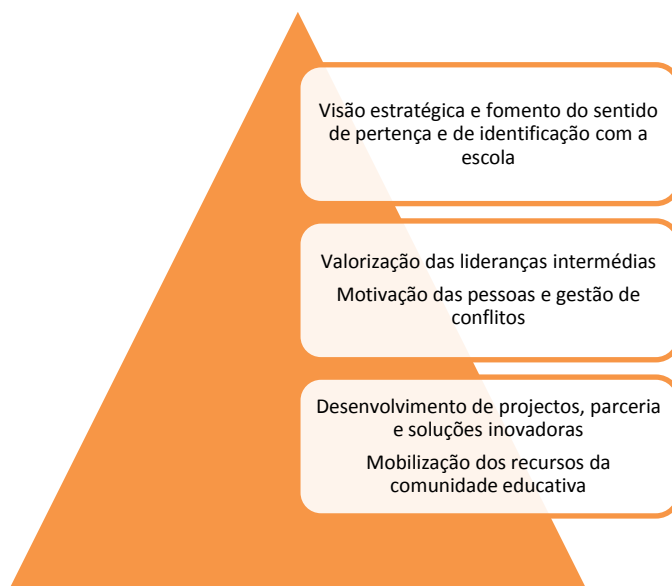 Visão estratégica e fomento do sentido
de pertença e de identificação com a
escola
Valorização das lideranças intermédias
Motivação das pessoas e gestão de
conflitos
Desenvolvimento de projectos, parceria
e soluções inovadoras
Mobilização dos recursos da
comunidade educativa